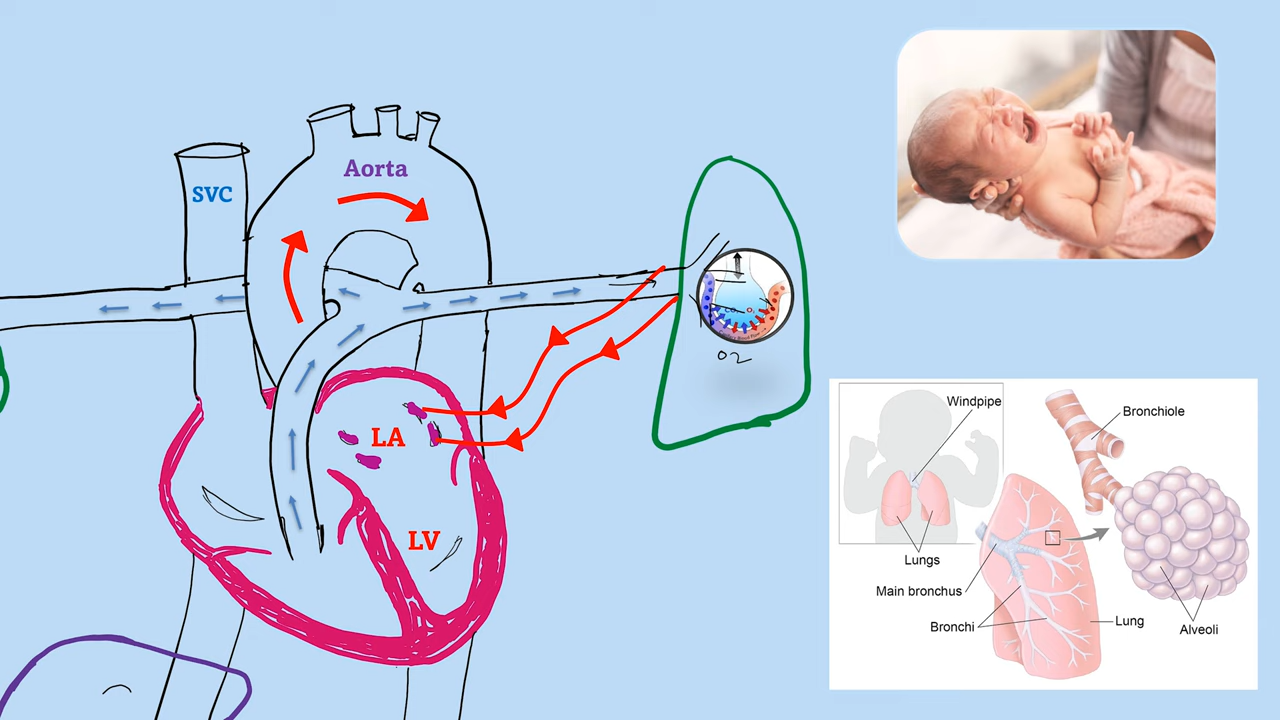 SVC
Aorta
LA
LV
O2
Windpipe
Lungs
Main bronchus
Bronchi
Lung
Bronchiole
Alveoli